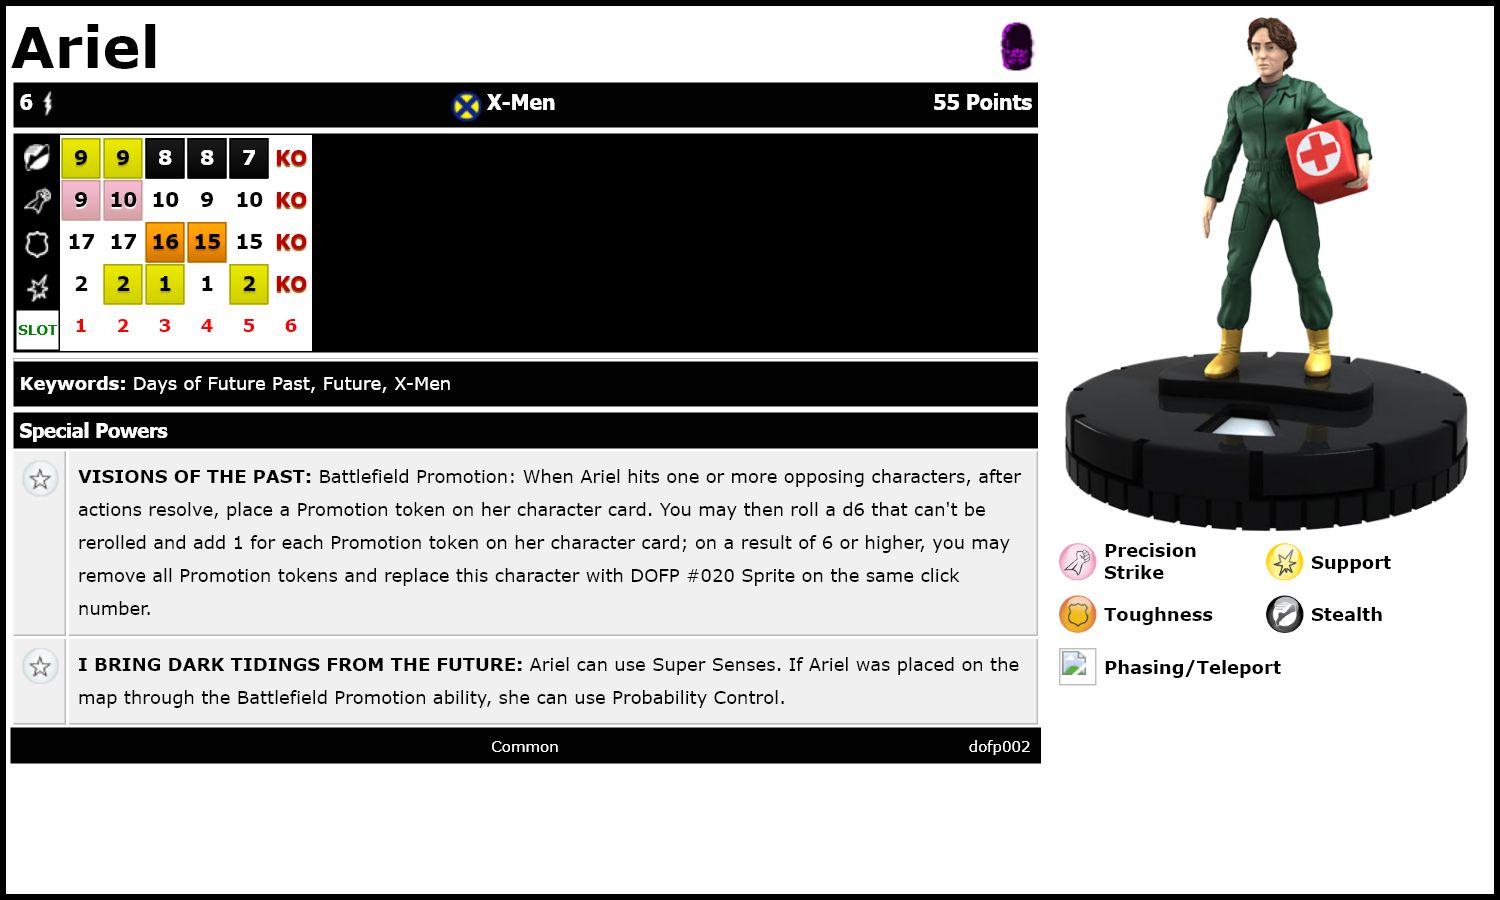 Ariel
6 X-Men 55 Points
9 9 8 8 7 KO
9 10 10 9 10 KO
17 17 16 15 15 KO
2 2 1 1 2 KO
SLOT 1 2 3 4 5 6
Keywords: Days of Future Past, Future, X-Men
Special Powers
VISIONS OF THE PAST: Battlefield Promotion: When Ariel hits one or more opposing characters, after
actions resolve, place a Promotion token on her character card. You may then roll a d6 that can't be
rerolled and add 1 for each Promotion token on her character card; on a result of 6 or higher, you may
remove all Promotion tokens and replace this character with DOFP #020 Sprite on the same click
number.
I BRING DARK TIDINGS FROM THE FUTURE: Ariel can use Super Senses. If Ariel was placed on the
map through the Battlefield Promotion ability, she can use Probability Control.
Common dofp002
Precision
Strike
Support
Toughness
Stealth
Phasing/Teleport